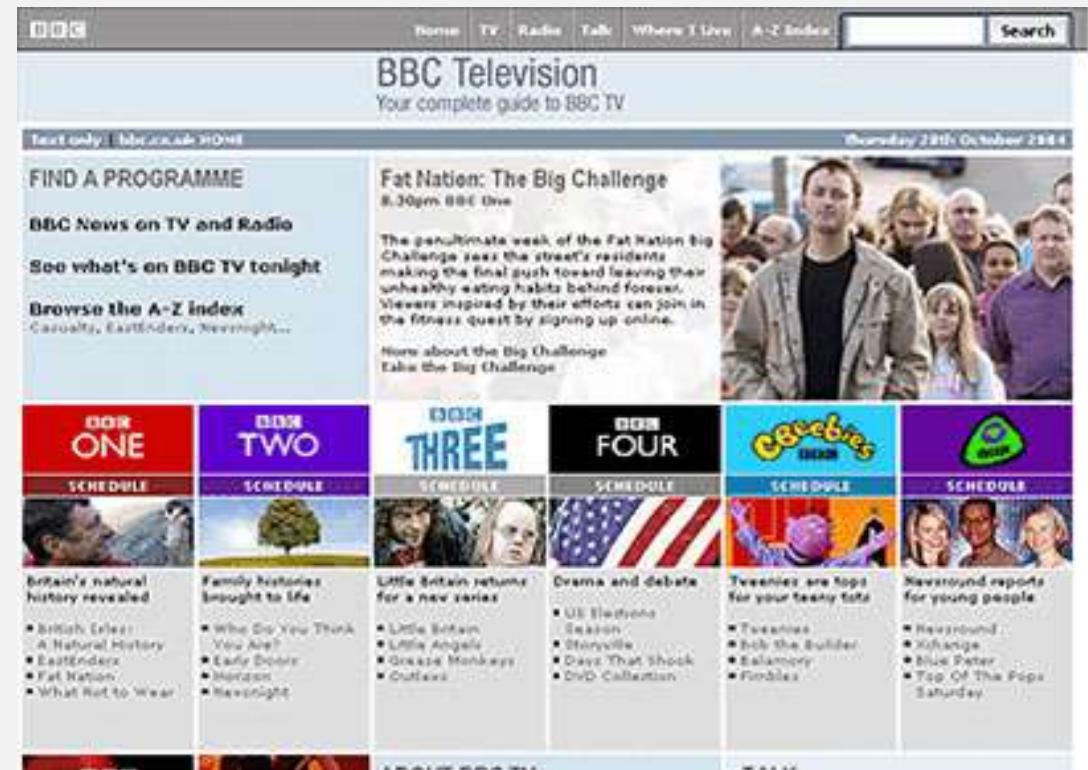 BBC
Home TV Radio Talk Where I Live A-Z Index Search
BBC Television
Your complete guide to BBC TV
Text only | bbc.co.uk HOME
Thursday 28th October 2004
FIND A PROGRAMME
BBC News on TV and Radio
See what's on BBC TV tonight
Browse the A-Z index
Casualty, EastEnders, Newsnight...
Fat Nation: The Big Challenge
8.30pm BBC One
The penultimate week of the Fat Nation big
Challenge sees the street's residents
making the final push toward leaving their
unhealthy eating habits behind forever.
Viewers inspired by their efforts can join in
the fitness quest by signing up online.
More about the Big Challenge
Take the Big Challenge
BBC
ONE
SCHEDULE
Britain's natural
history revealed
British Isles:
A Natural History
EastEnders
Fat Nation
What Not to Wear
BBC
TWO
SCHEDULE
Family histories
brought to life
Who Do You Think
You Are?
Early Doors
Horizon
Newsnight
BBC
THREE
SCHEDULE
Little Britain returns
for a new series
Little Britain
Little Angels
Grease Monkeys
Outlaws
BBC
FOUR
SCHEDULE
Drama and debate
US Elections
Season
Storyville
Days That Shook
DVD Collection
CBeebies
BBC
SCHEDULE
Tweenies are tops
for your teeny tots
Tweenies
Bob the Builder
Balamory
Fimbles
SCHEDULE
Newsround reports
for young people
Newsround
Xchange
Blue Peter
Top Of The Pops
Saturday
ABOUT BBC TV
TALK